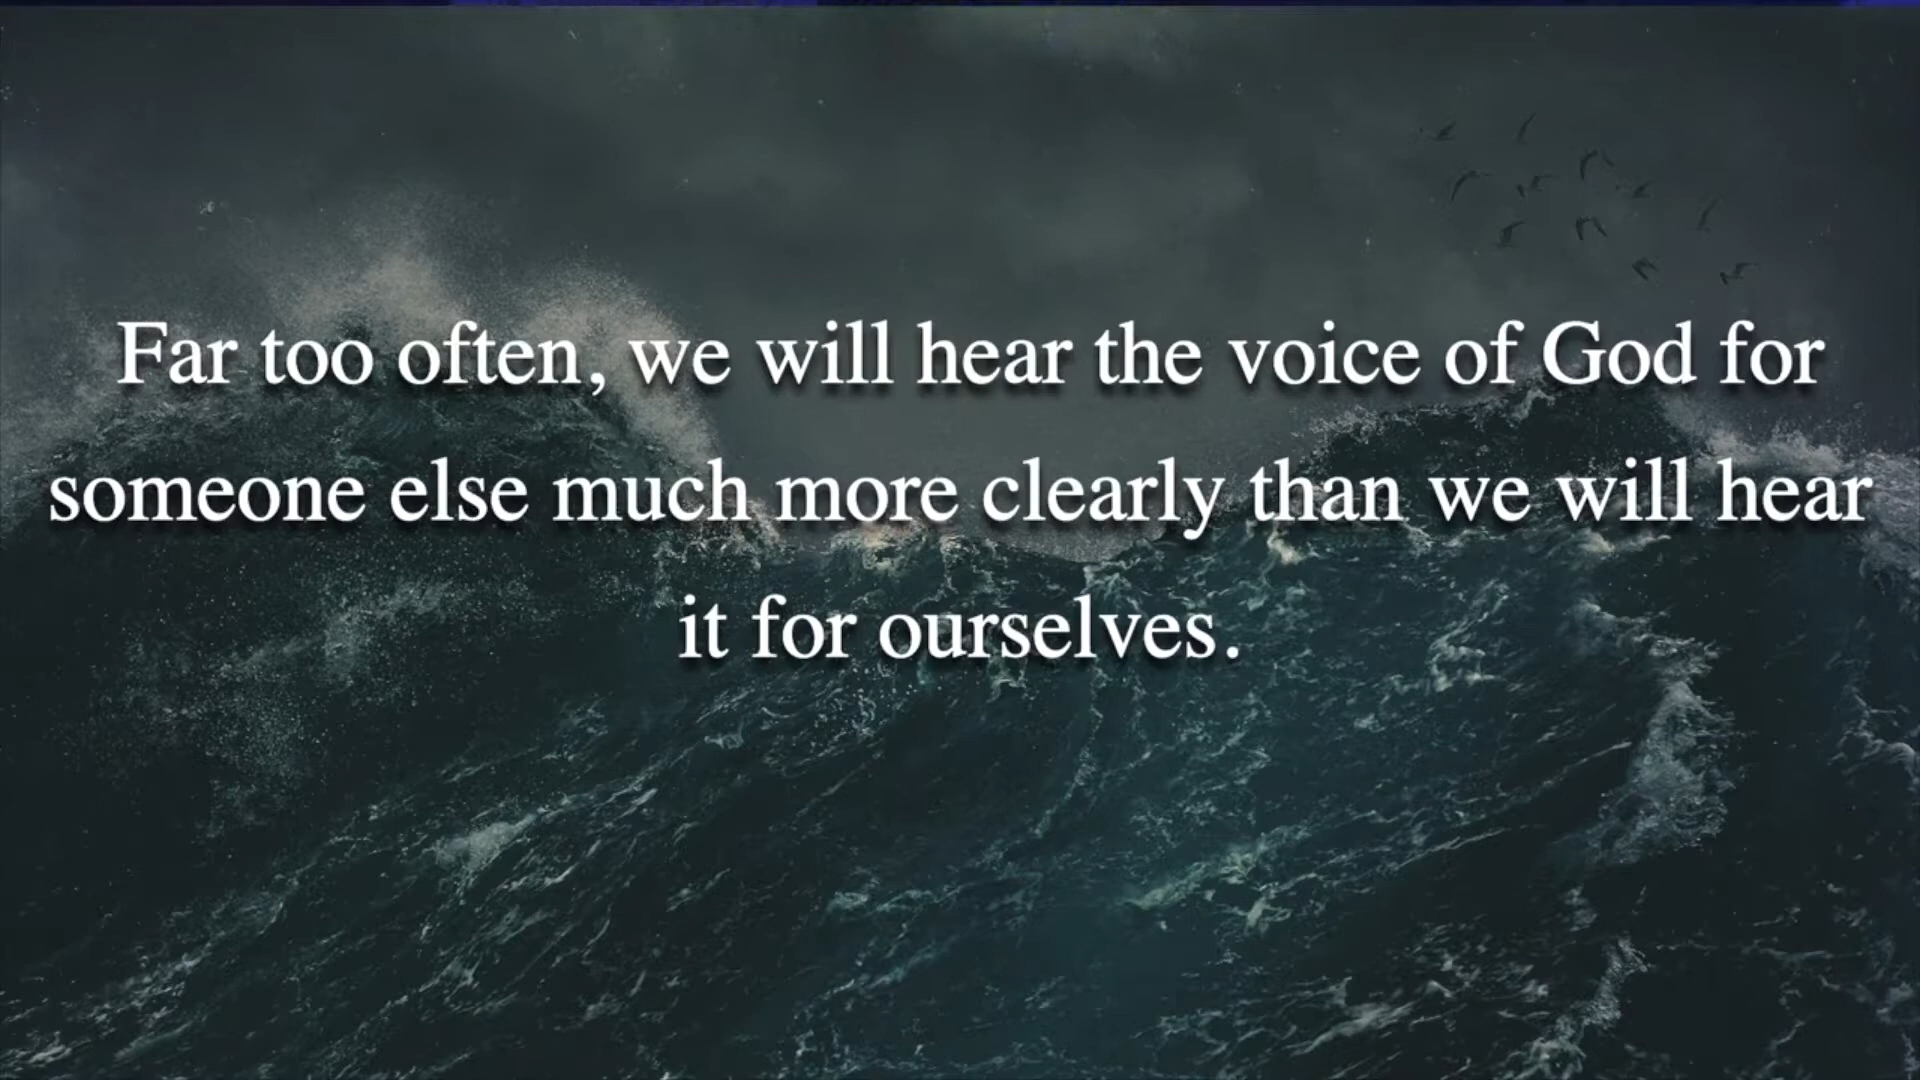 Far too often, we will hear the voice of God for
someone else much more clearly than we will hear
it for ourselves.